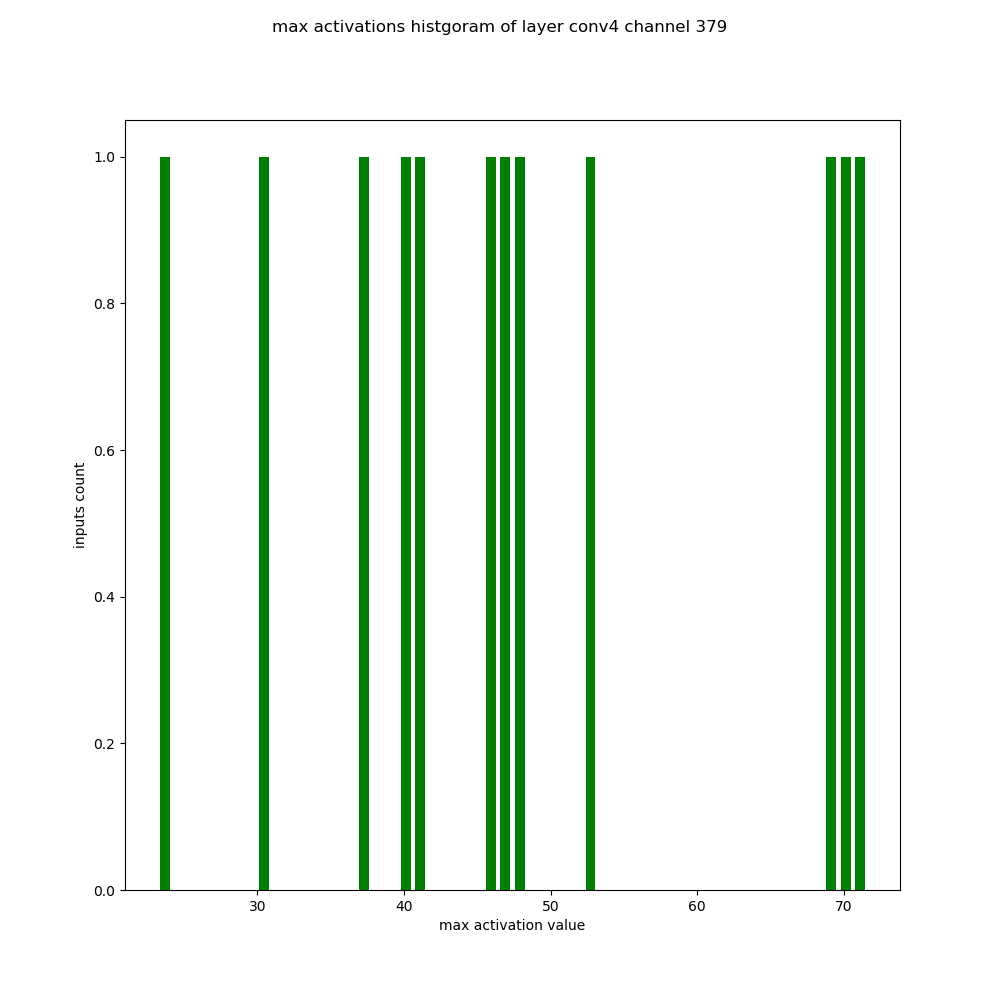 max activations histgoram of layer conv4 channel 379
1.0
0.8
0.6
0.4
0.2
0.0
inputs count
30 40 50 60 70
max activation value